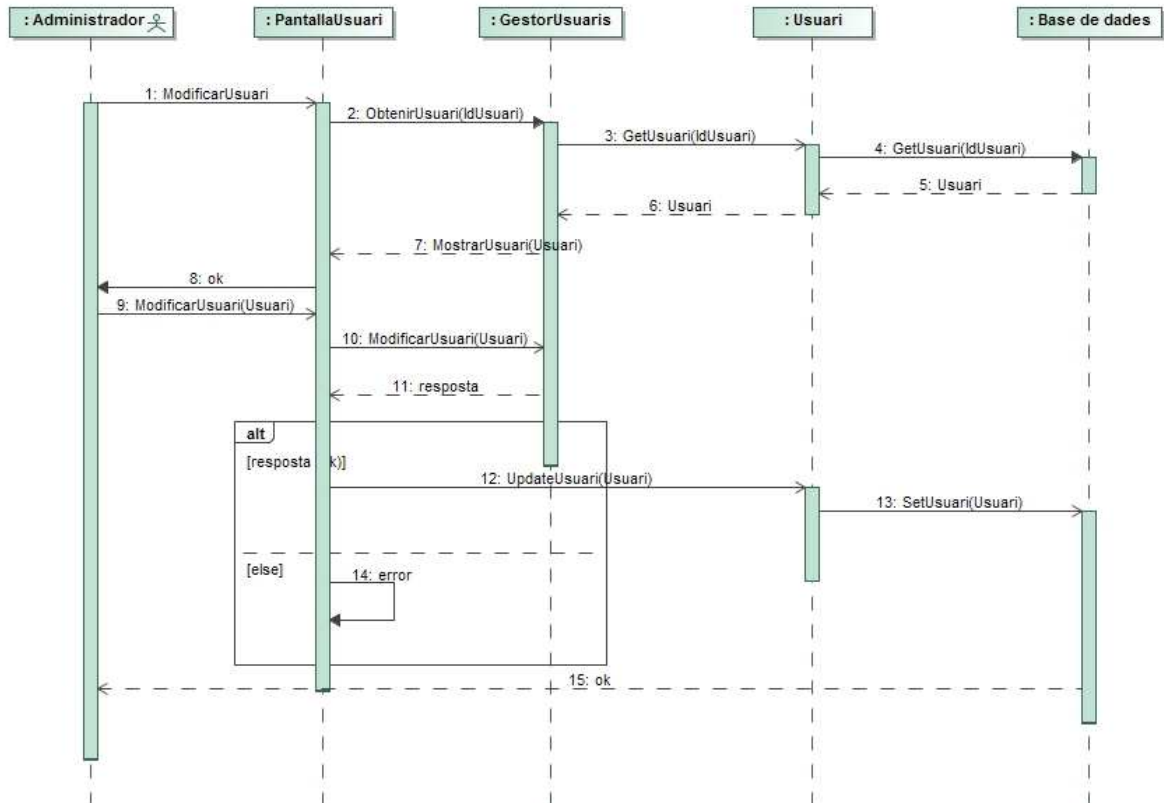 : Administrador
: PantallaUsuari
: GestorUsuaris
: Usuari
: Base de dades
1: ModificarUsuari
2: ObtenirUsuari(IdUsuari)
3: GetUsuari(IdUsuari)
4: GetUsuari(IdUsuari)
5: Usuari
6: Usuari
7: MostrarUsuari(Usuari)
8: ok
9: ModificarUsuari(Usuari)
10: ModificarUsuari(Usuari)
11: resposta
alt
[resposta k)]
12: UpdateUsuari(Usuari)
13: SetUsuari(Usuari)
[else]
14: error
15: ok